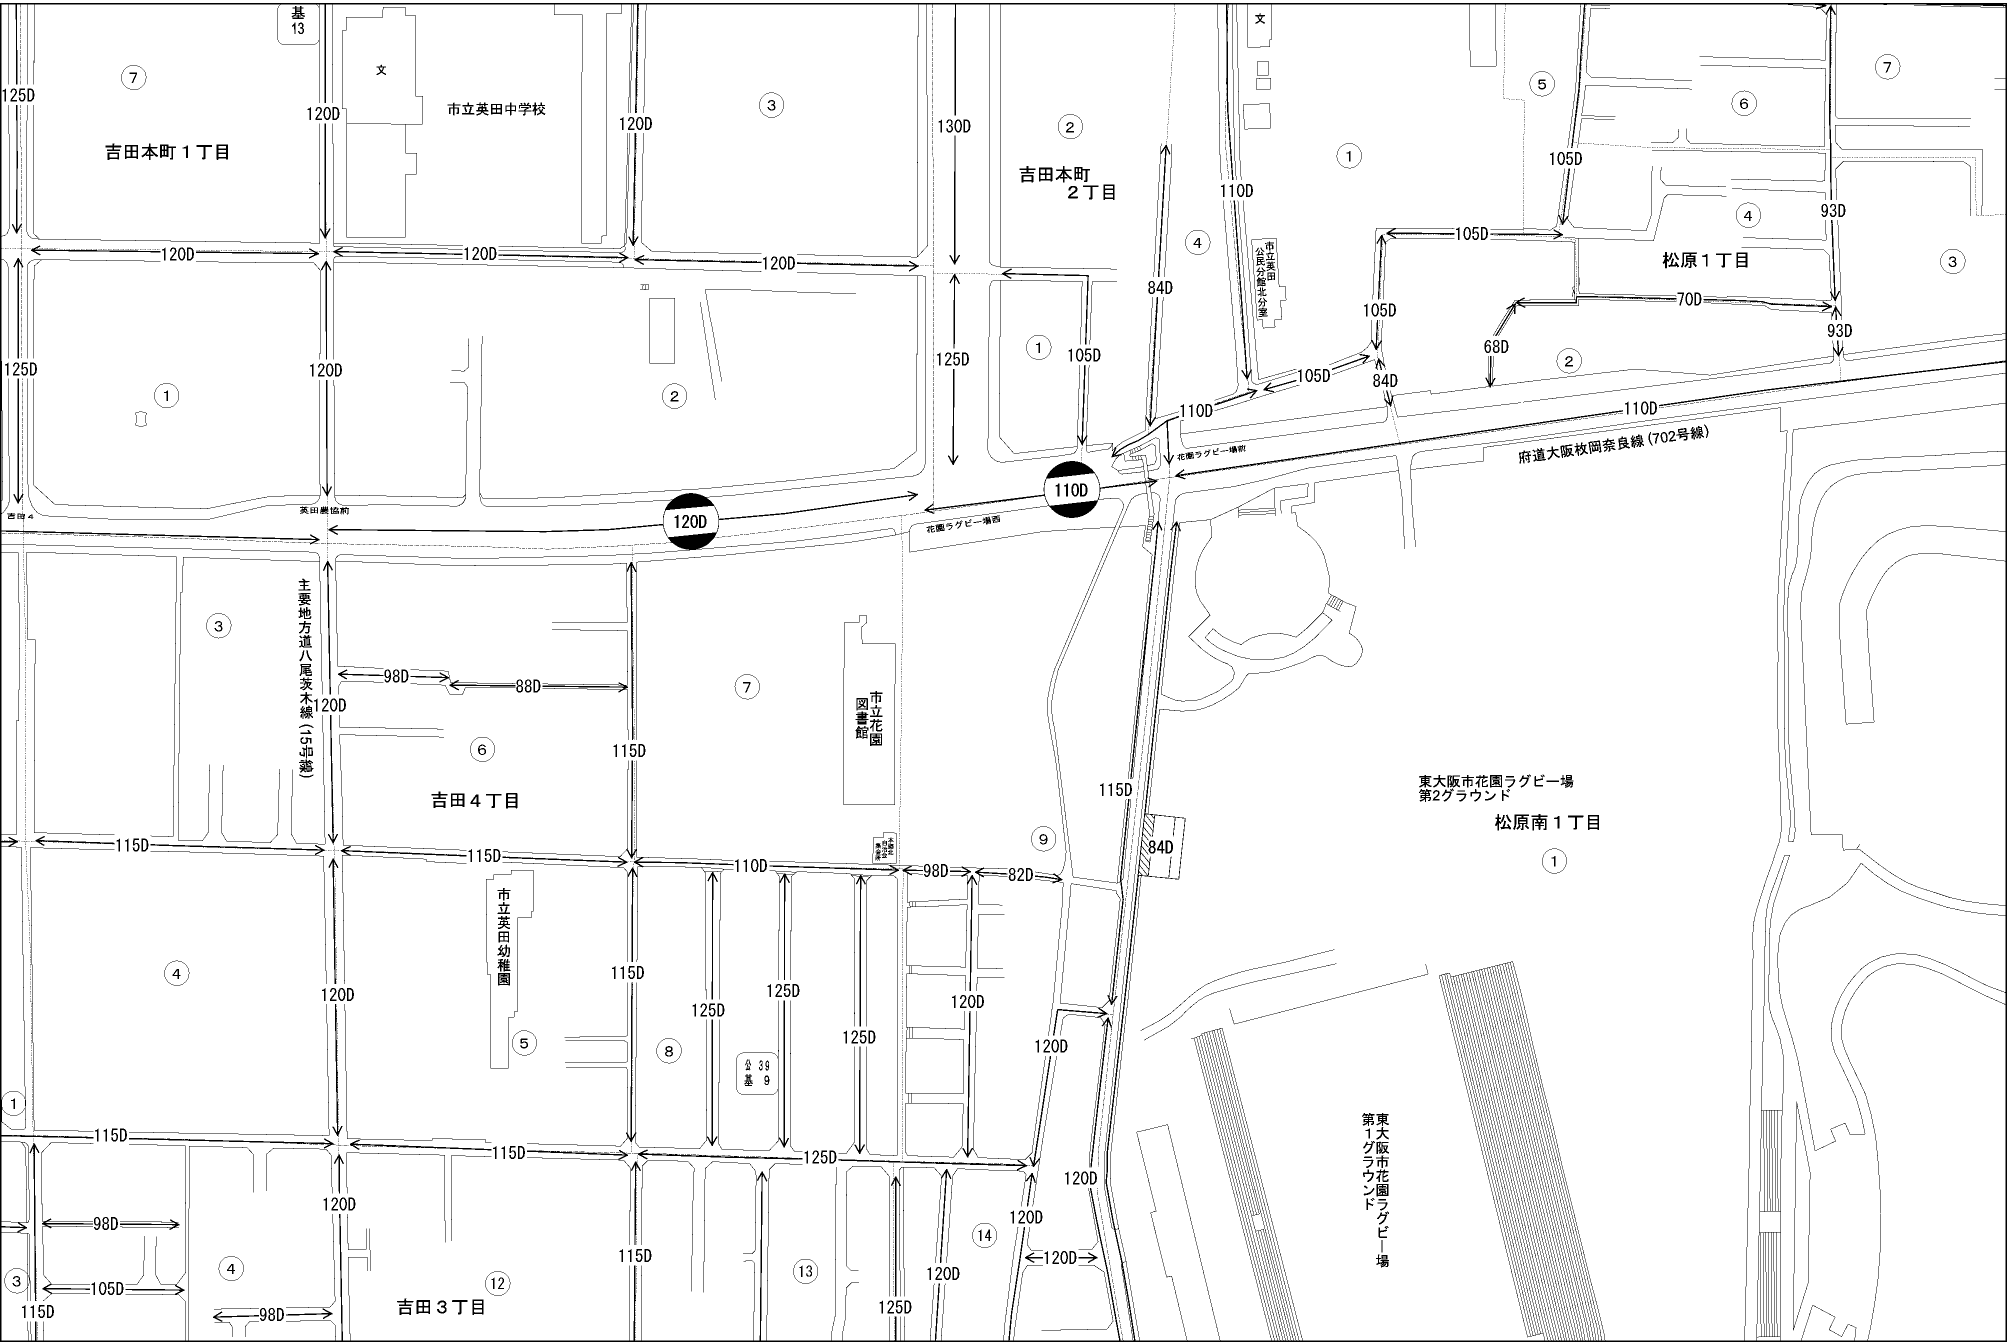 基
13
文
文
7
125D
120D
市立英田中学校
120D
3
130D
2
1
5
6
7
吉田本町1丁目
吉田本町
2丁目
110D
105D
4
93D
4
120D
120D
120D
84D
市立英田
公民分館北分室
105D
松原1丁目
3
125D
120D
1
2
125D
1
105D
105D
105D
84D
68D
70D
93D
2
110D
110D
花園ラグビー場前
府道大阪枚岡奈良線(702号線)
吉田4
英田農協前
120D
110D
花園ラグビー場西
主要地方道八尾茨木線(15号線)
3
120D
98D
88D
6
115D
7
市立花園
図書館
吉田4丁目
115D
9
東大阪市花園ラグビー場
第2グラウンド
松原南1丁目
1
84D
115D
115D
110D
98D
82D
市立英田幼稚園
4
120D
5
115D
8
125D
125D
125D
120D
120D
公 39
基 9
1
115D
115D
125D
120D
東大阪市花園ラグビー場
第1グラウンド
98D
120D
115D
120D
14
120D
3
105D
4
98D
115D
吉田3丁目
12
13
125D
120D